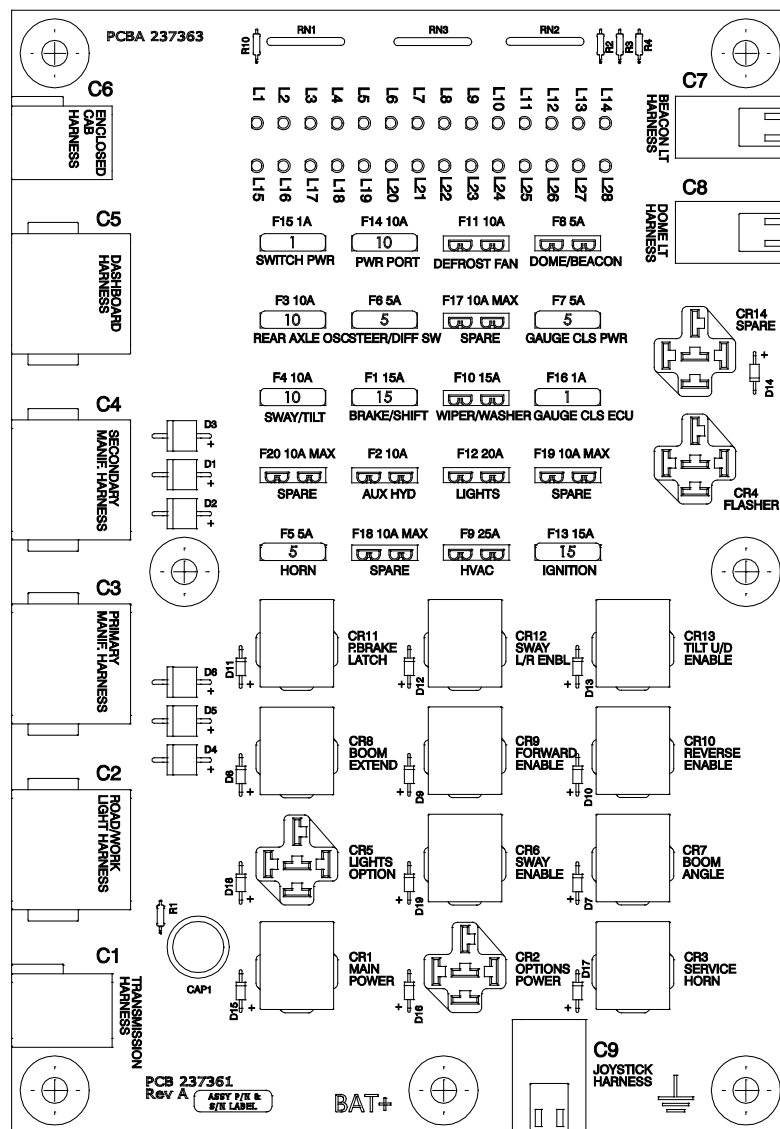 PCBA 237363
R10
RN1
RN3
RN2
R2
R3
R4
C6
ENCLOSED
CAB
HARNESS
C7
BEACON LT
HARNESS
L1 L2 L3 L4 L5 L6 L7 L8 L9 L10 L11 L12 L13 L14
L15 L16 L17 L18 L19 L20 L21 L22 L23 L24 L25 L26 L27 L28
C8
DOME LT
HARNESS
C5
DASHBOARD
HARNESS
F15 1A
1
SWITCH PWR
F14 10A
10
PWR PORT
F11 10A
DEFROST FAN
F8 5A
DOME/BEACON
F3 10A
10
REAR AXLE OSC
F6 5A
5
STEER/DIFF SW
F17 10A MAX
SPARE
F7 5A
5
GAUGE CLS PWR
CR14
SPARE
+
D14
C4
SECONDARY
MANIF. HARNESS
F4 10A
10
SWAY/TILT
F1 15A
15
BRAKE/SHIFT
F10 15A
WIPER/WASHER
F16 1A
1
GAUGE CLS ECU
D3
+
D1
+
D2
+
F20 10A MAX
SPARE
F2 10A
AUX HYD
F12 20A
LIGHTS
F19 10A MAX
SPARE
CR4
FLASHER
F5 5A
5
HORN
F18 10A MAX
SPARE
F9 25A
HVAC
F13 15A
15
IGNITION
C3
PRIMARY
MANIF. HARNESS
D11
+
CR11
P.BRAKE
LATCH
D12
+
CR12
SWAY
L/R ENBL
D13
+
CR13
TILT U/D
ENABLE
D6
+
D5
+
D4
+
D8
+
CR8
BOOM
EXTEND
D9
+
CR9
FORWARD
ENABLE
D10
+
CR10
REVERSE
ENABLE
C2
ROAD/WORK
LIGHT HARNESS
D18
+
CR5
LIGHTS
OPTION
D19
+
CR6
SWAY
ENABLE
D7
+
CR7
BOOM
ANGLE
R1
CAP1
C1
TRANSMISSION
HARNESS
D15
+
CR1
MAIN
POWER
D16
+
CR2
OPTIONS
POWER
D17
+
CR3
SERVICE
HORN
C9
JOYSTICK
HARNESS
PCB 237361
Rev A
ASSY P/N &
S/N LABEL
BAT+